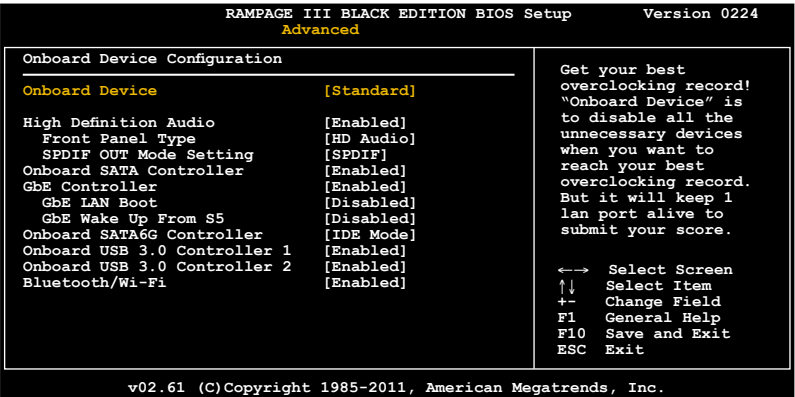 RAMPAGE III BLACK EDITION BIOS Setup Version 0224
Advanced
Onboard Device Configuration
Onboard Device [Standard]
High Definition Audio [Enabled]
Front Panel Type [HD Audio]
SPDIF OUT Mode Setting [SPDIF]
Onboard SATA Controller [Enabled]
GbE Controller [Enabled]
GbE LAN Boot [Disabled]
GbE Wake Up From S5 [Disabled]
Onboard SATA6G Controller [IDE Mode]
Onboard USB 3.0 Controller 1 [Enabled]
Onboard USB 3.0 Controller 2 [Enabled]
Bluetooth/Wi-Fi [Enabled]
Get your best
overclocking record!
“Onboard Device” is
to disable all the
unnecessary devices
when you want to
reach your best
overclocking record.
But it will keep 1
lan port alive to
submit your score.
←→ Select Screen
↑↓ Select Item
+- Change Field
F1 General Help
F10 Save and Exit
ESC Exit
v02.61 (C)Copyright 1985-2011, American Megatrends, Inc.